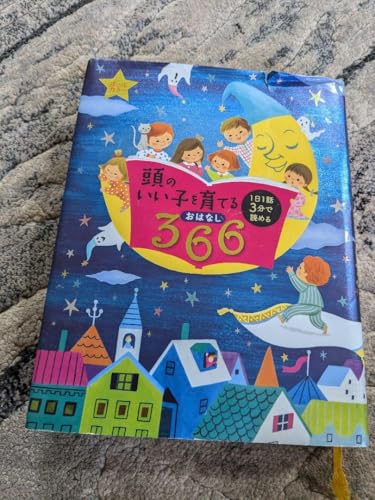 頭の
いい子を育てる
おはなし
366
1日1話
3分で
読める